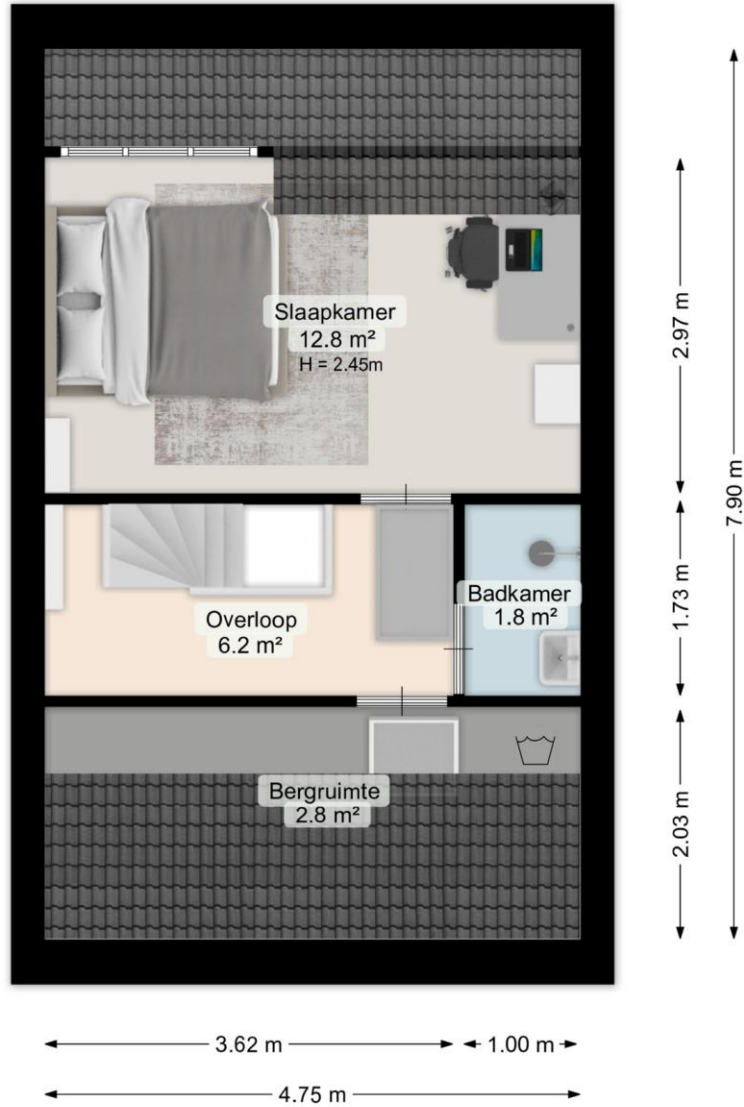 Slaapkamer
12.8 m²
H = 2.45m
Overloop
6.2 m²
Badkamer
1.8 m²
Bergruimte
2.8 m²
2.97 m
1.73 m
2.03 m
7.90 m
3.62 m
1.00 m
4.75 m